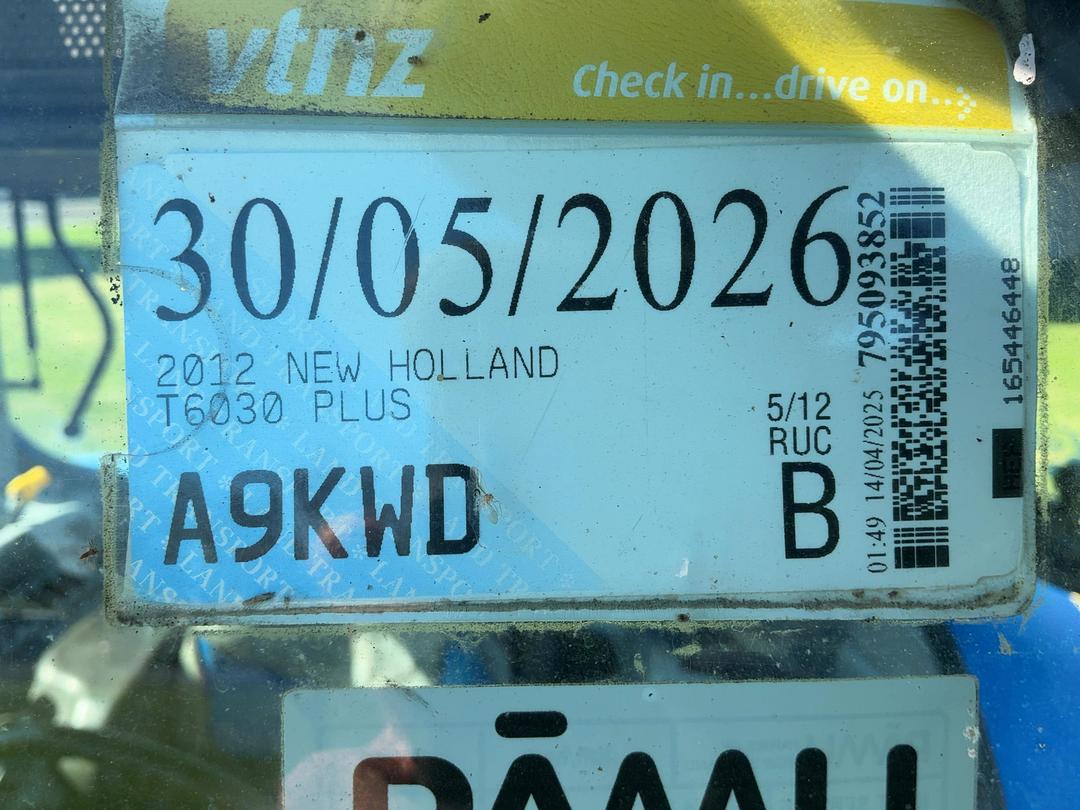 vtnz
Check in...drive on...
30/05/2026
2012 NEW HOLLAND
T6030 PLUS
A9KWD
5/12
RUC
B
795093852
01:49 14/04/2025
165446448
NEW